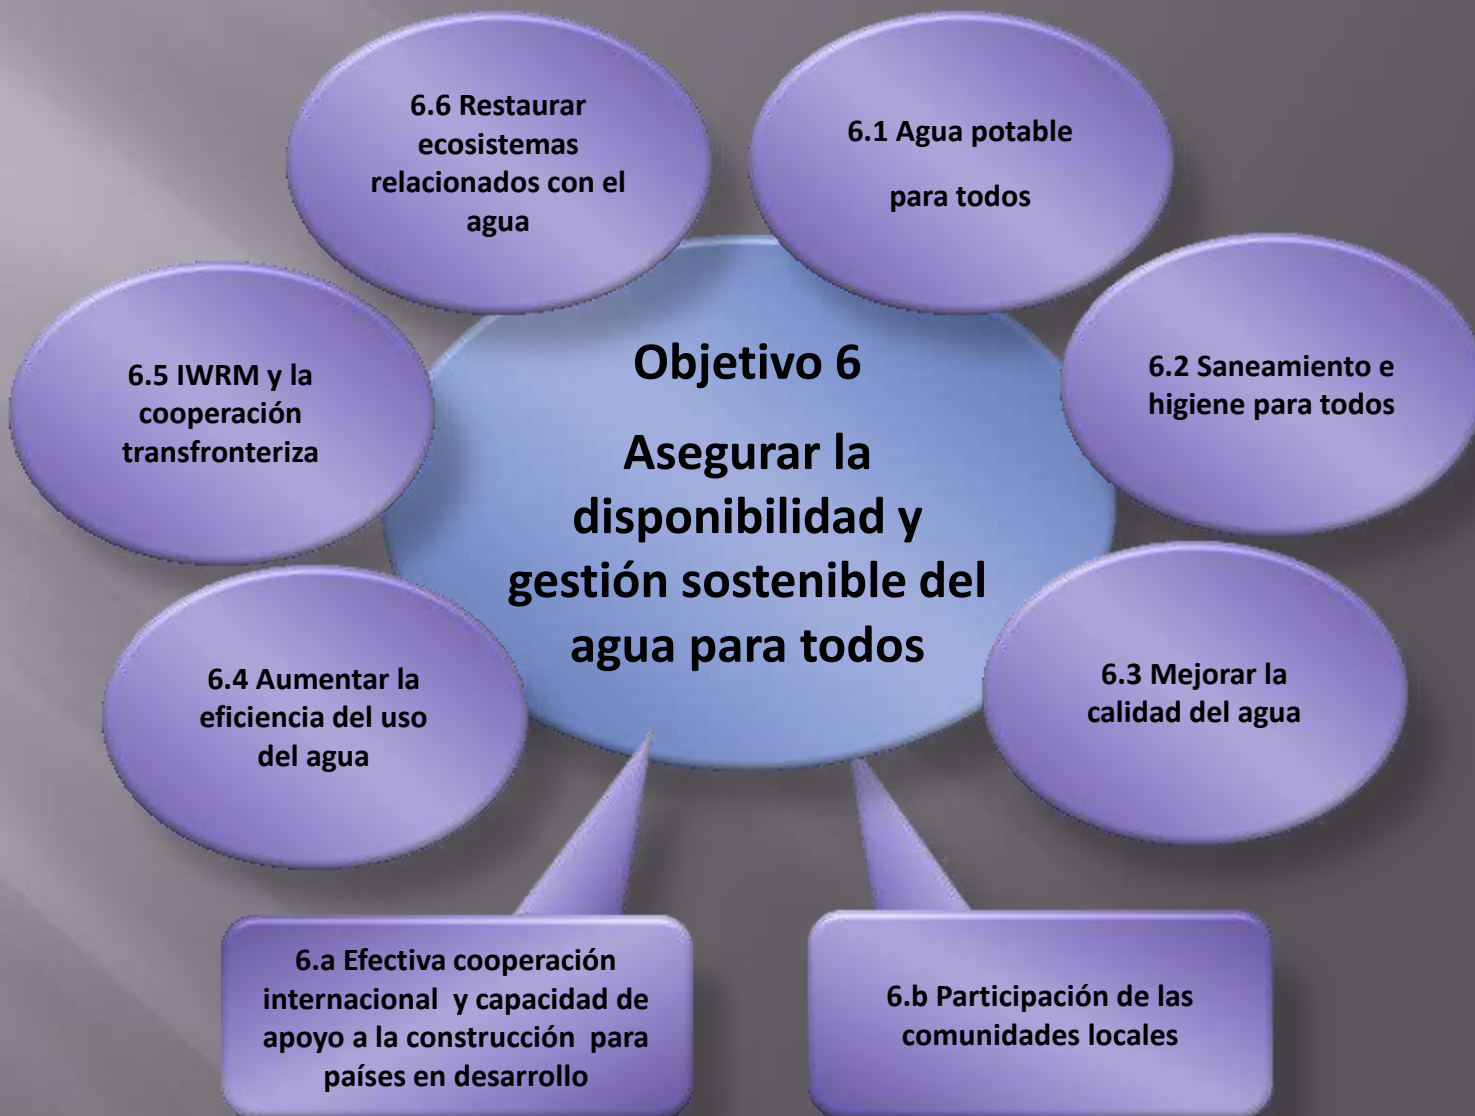 6.6 Restaurar
ecosistemas
relacionados con el
agua
6.1 Agua potable
para todos
6.5 IWRM y la
cooperación
transfronteriza
Objetivo 6
Asegurar la
disponibilidad y
gestión sostenible del
agua para todos
6.2 Saneamiento e
higiene para todos
6.4 Aumentar la
eficiencia del uso
del agua
6.3 Mejorar la
calidad del agua
6.a Efectiva cooperación
internacional y capacidad de
apoyo a la construcción para
países en desarrollo
6.b Participación de las
comunidades locales